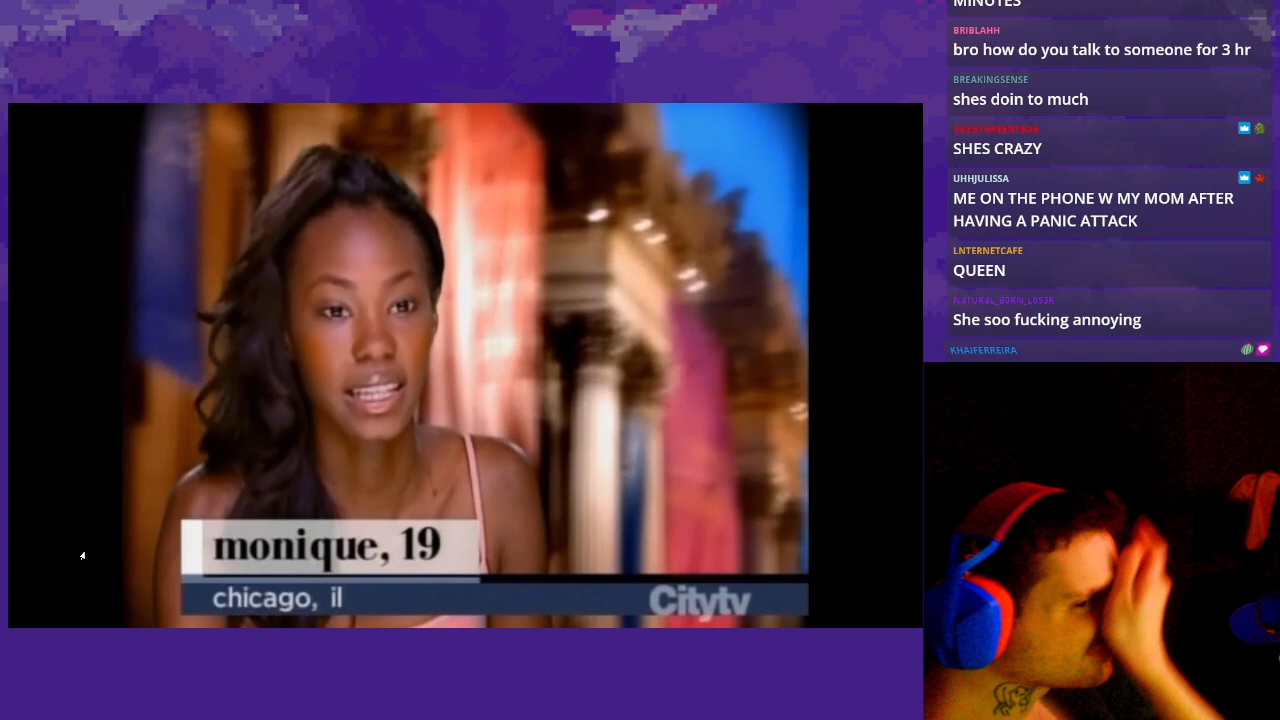 monique, 19
chicago, il
Citytv
MINUTES
BRIBLAHH
bro how do you talk to someone for 3 hr
BREAKINGSENSE
shes doin to much
SHES CRAZY
UHHJULISSA
ME ON THE PHONE W MY MOM AFTER
HAVING A PANIC ATTACK
LNTERNETCAFE
QUEEN
N4TUR4L_B0RN_L053R
She soo fucking annoying
KHAIFERREIRA